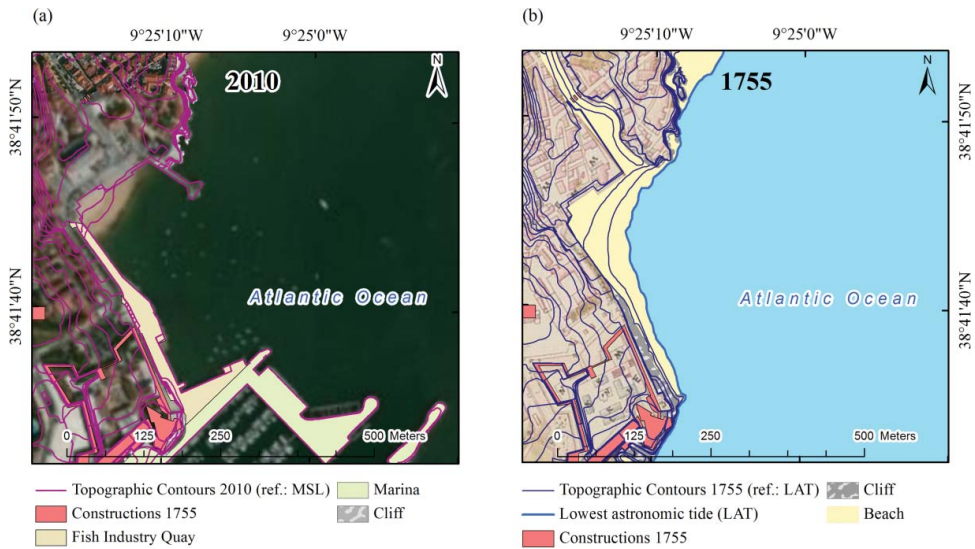 (a)
9°25'10"W 9°25'0"W
2010
N
38°41'50"N
38°41'40"N
Atlantic Ocean
0 125 250 500 Meters
Topographic Contours 2010 (ref.: MSL)
Constructions 1755
Fish Industry Quay
Marina
Cliff
(b)
9°25'10"W 9°25'0"W
1755
N
38°41'50"N
38°41'40"N
Atlantic Ocean
0 125 250 500 Meters
Topographic Contours 1755 (ref.: LAT)
Lowest astronomic tide (LAT)
Constructions 1755
Cliff
Beach